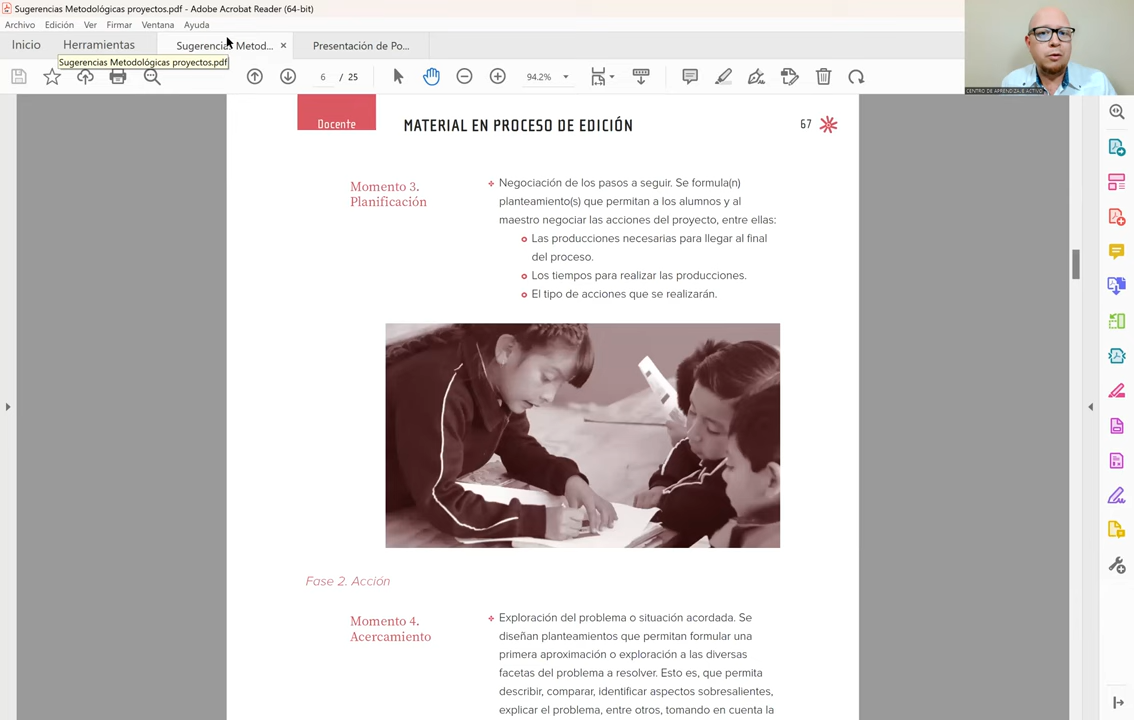 Sugerencias Metodológicas proyectos.pdf - Adobe Acrobat Reader (64-bit)
Archivo Edición Ver Firmar Ventana Ayuda
Inicio Herramientas Sugerencias Metod... × Presentación de Po...
Sugerencias Metodológicas proyectos.pdf
6 / 25 94.2%
CENTRO DE APRENDIZAJE ACTIVO
Docente MATERIAL EN PROCESO DE EDICIÓN 67
Momento 3.
Planificación
Negociación de los pasos a seguir. Se formula(n)
planteamiento(s) que permitan a los alumnos y al
maestro negociar las acciones del proyecto, entre ellas:
Las producciones necesarias para llegar al final
del proceso.
Los tiempos para realizar las producciones.
El tipo de acciones que se realizarán.
Fase 2. Acción
Momento 4.
Acercamiento
Exploración del problema o situación acordada. Se
diseñan planteamientos que permitan formular una
primera aproximación o exploración a las diversas
facetas del problema a resolver. Esto es, que permita
describir, comparar, identificar aspectos sobresalientes,
explicar el problema, entre otros, tomando en cuenta la